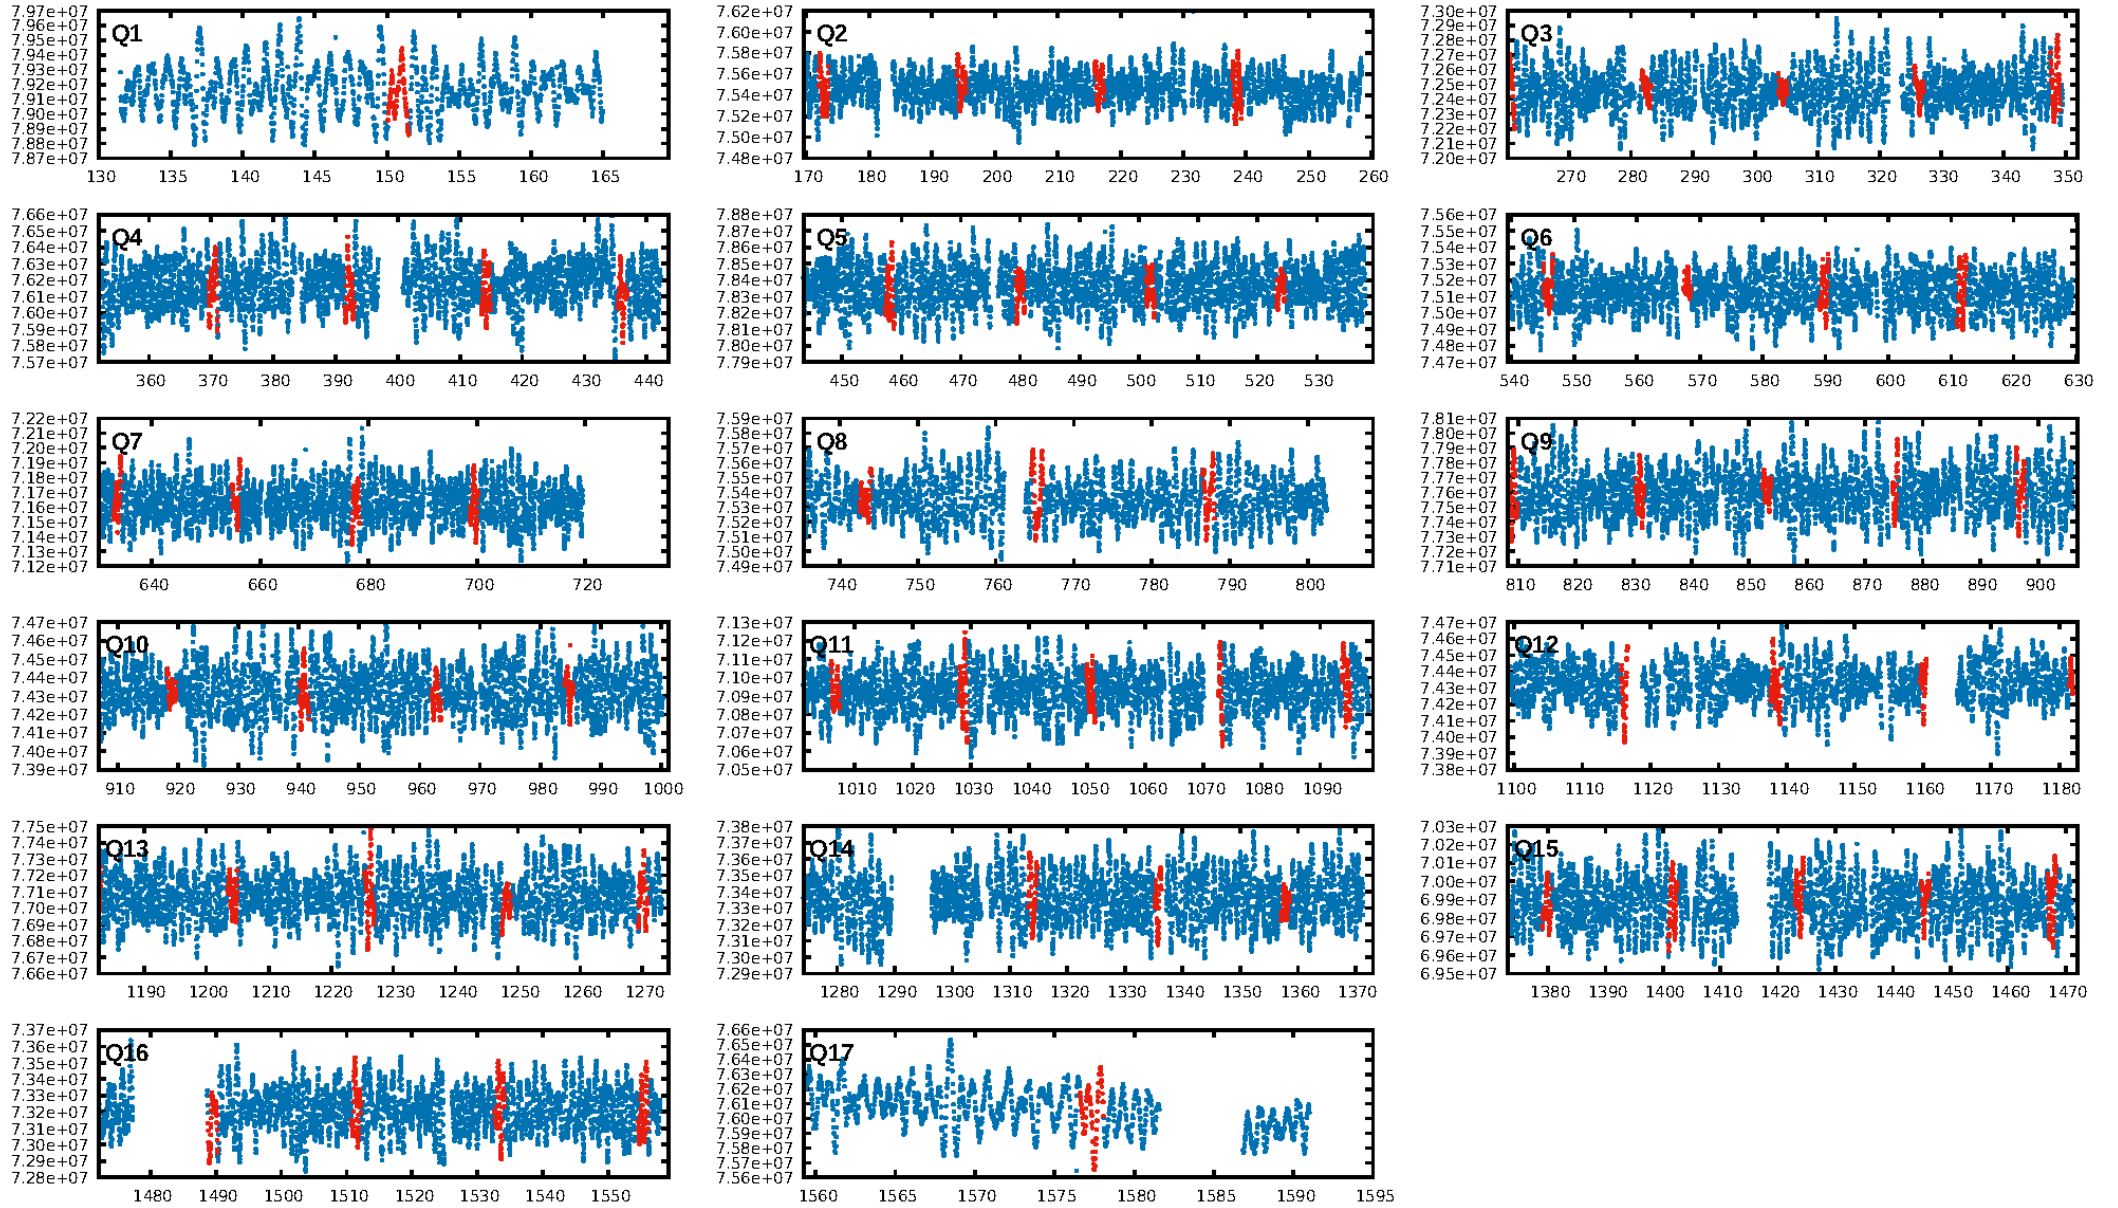 7.97e+07
7.96e+07
7.95e+07
7.94e+07
7.93e+07
7.92e+07
7.91e+07
7.90e+07
7.89e+07
7.88e+07
7.87e+07
Q1
130 135 140 145 150 155 160 165
7.62e+07
7.60e+07
7.58e+07
7.56e+07
7.54e+07
7.52e+07
7.50e+07
7.48e+07
Q2
170 180 190 200 210 220 230 240 250 260
7.30e+07
7.29e+07
7.28e+07
7.27e+07
7.26e+07
7.25e+07
7.24e+07
7.23e+07
7.22e+07
7.21e+07
7.20e+07
Q3
270 280 290 300 310 320 330 340 350
7.66e+07
7.65e+07
7.64e+07
7.63e+07
7.62e+07
7.61e+07
7.60e+07
7.59e+07
7.58e+07
7.57e+07
Q4
360 370 380 390 400 410 420 430 440
7.88e+07
7.87e+07
7.86e+07
7.85e+07
7.84e+07
7.83e+07
7.82e+07
7.81e+07
7.80e+07
7.79e+07
Q5
450 460 470 480 490 500 510 520 530
7.56e+07
7.55e+07
7.54e+07
7.53e+07
7.52e+07
7.51e+07
7.50e+07
7.49e+07
7.48e+07
7.47e+07
Q6
540 550 560 570 580 590 600 610 620 630
7.22e+07
7.21e+07
7.20e+07
7.19e+07
7.18e+07
7.17e+07
7.16e+07
7.15e+07
7.14e+07
7.13e+07
7.12e+07
Q7
640 660 680 700 720
7.59e+07
7.58e+07
7.57e+07
7.56e+07
7.55e+07
7.54e+07
7.53e+07
7.52e+07
7.51e+07
7.50e+07
7.49e+07
Q8
740 750 760 770 780 790 800
7.81e+07
7.80e+07
7.79e+07
7.78e+07
7.77e+07
7.76e+07
7.75e+07
7.74e+07
7.73e+07
7.72e+07
7.71e+07
Q9
810 820 830 840 850 860 870 880 890 900
7.47e+07
7.46e+07
7.45e+07
7.44e+07
7.43e+07
7.42e+07
7.41e+07
7.40e+07
7.39e+07
Q10
910 920 930 940 950 960 970 980 990 1000
7.13e+07
7.12e+07
7.11e+07
7.10e+07
7.09e+07
7.08e+07
7.07e+07
7.06e+07
7.05e+07
Q11
1010 1020 1030 1040 1050 1060 1070 1080 1090
7.47e+07
7.46e+07
7.45e+07
7.44e+07
7.43e+07
7.42e+07
7.41e+07
7.40e+07
7.39e+07
7.38e+07
Q12
1100 1110 1120 1130 1140 1150 1160 1170 1180
7.75e+07
7.74e+07
7.73e+07
7.72e+07
7.71e+07
7.70e+07
7.69e+07
7.68e+07
7.67e+07
7.66e+07
Q13
1190 1200 1210 1220 1230 1240 1250 1260 1270
7.38e+07
7.37e+07
7.36e+07
7.35e+07
7.34e+07
7.33e+07
7.32e+07
7.31e+07
7.30e+07
7.29e+07
Q14
1280 1290 1300 1310 1320 1330 1340 1350 1360 1370
7.03e+07
7.02e+07
7.01e+07
7.00e+07
6.99e+07
6.98e+07
6.97e+07
6.96e+07
6.95e+07
Q15
1380 1390 1400 1410 1420 1430 1440 1450 1460 1470
7.37e+07
7.36e+07
7.35e+07
7.34e+07
7.33e+07
7.32e+07
7.31e+07
7.30e+07
7.29e+07
7.28e+07
Q16
1480 1490 1500 1510 1520 1530 1540 1550
7.66e+07
7.65e+07
7.64e+07
7.63e+07
7.62e+07
7.61e+07
7.60e+07
7.59e+07
7.58e+07
7.57e+07
7.56e+07
Q17
1560 1565 1570 1575 1580 1585 1590 1595